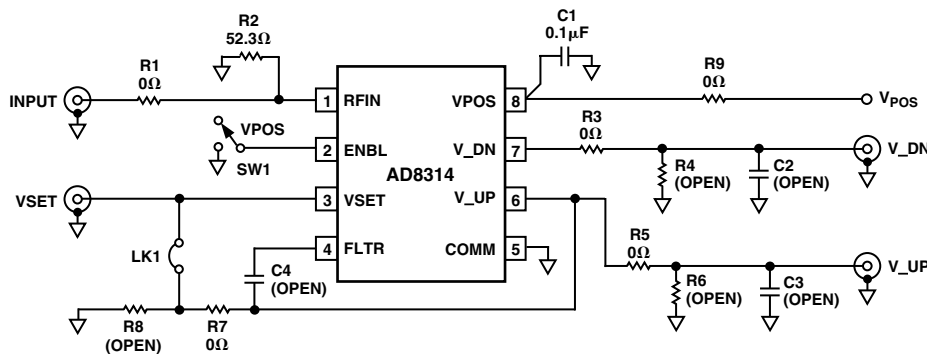 R2
52.3Ω
C1
0.1μF
R1
0Ω
R9
0Ω
INPUT
1
RFIN
VPOS
8
VPOS
R3
0Ω
VPOS
SW1
2
ENBL
V_DN
7
V_DN
AD8314
R4
(OPEN)
C2
(OPEN)
VSET
3
VSET
V_UP
6
LK1
4
FLTR
COMM
5
C4
(OPEN)
R5
0Ω
V_UP
R6
(OPEN)
C3
(OPEN)
R8
(OPEN)
R7
0Ω